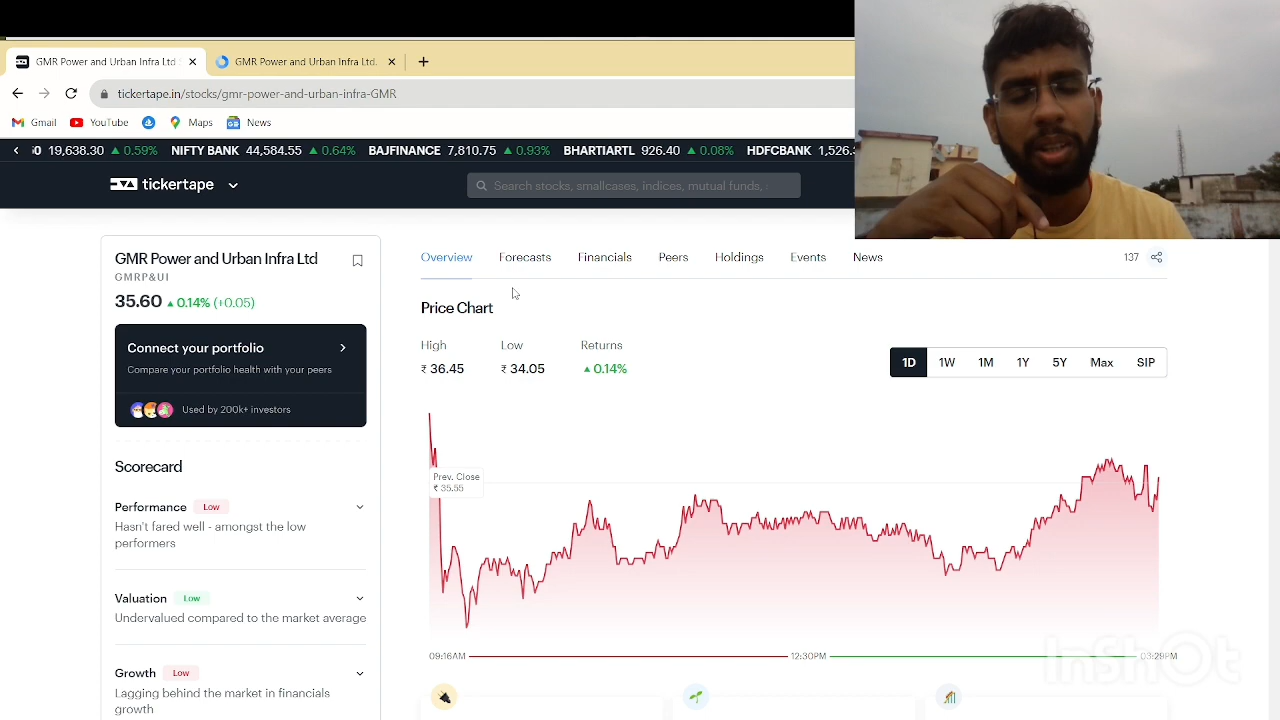 GMR Power and Urban Infra Ltd
GMR Power and Urban Infra Ltd.
tickertape.in/stocks/gmr-power-and-urban-infra-GMR
Gmail YouTube Maps News
19,638.30 0.59% NIFTY BANK 44,584.55 0.64% BAJFINANCE 7,810.75 0.93% BHARTIARTL 926.40 0.08% HDFCBANK 1,526.
tickertape
Search stocks, smallcases, indices, mutual funds,
GMR Power and Urban Infra Ltd
GMRP&UI
35.60 0.14% (+0.05)
Connect your portfolio
Compare your portfolio health with your peers
Used by 200k+ investors
Scorecard
Performance Low
Hasn't fared well - amongst the low
performers
Valuation Low
Undervalued compared to the market average
Growth Low
Lagging behind the market in financials
growth
Overview Forecasts Financials Peers Holdings Events News
137
Price Chart
High Low Returns
₹ 36.45 ₹ 34.05 0.14%
1D 1W 1M 1Y 5Y Max SIP
Prev. Close
₹ 35.55
09:16AM 12:30PM 03:29PM
InShOt